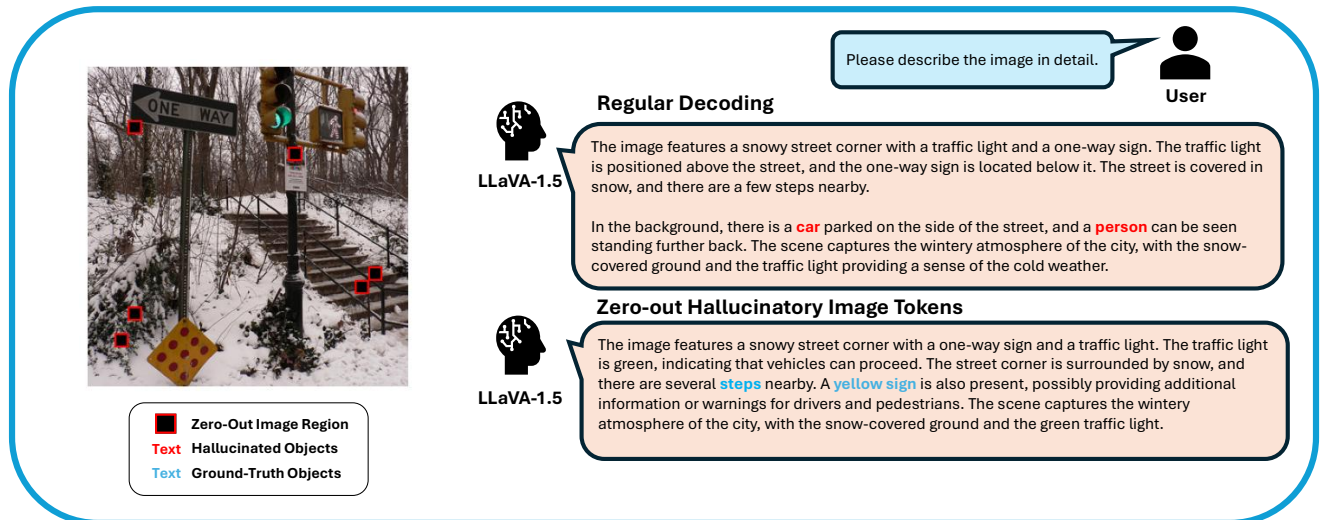 Please describe the image in detail.
User
ONE WAY
Regular Decoding
LLaVA-1.5
The image features a snowy street corner with a traffic light and a one-way sign. The traffic light
is positioned above the street, and the one-way sign is located below it. The street is covered in
snow, and there are a few steps nearby.
In the background, there is a car parked on the side of the street, and a person can be seen
standing further back. The scene captures the wintery atmosphere of the city, with the snow-
covered ground and the traffic light providing a sense of the cold weather.
Zero-out Hallucinatory Image Tokens
LLaVA-1.5
The image features a snowy street corner with a one-way sign and a traffic light. The traffic light
is green, indicating that vehicles can proceed. The street corner is surrounded by snow, and
there are several steps nearby. A yellow sign is also present, possibly providing additional
information or warnings for drivers and pedestrians. The scene captures the wintery
atmosphere of the city, with the snow-covered ground and the green traffic light.
Zero-Out Image Region
Text Hallucinated Objects
Text Ground-Truth Objects